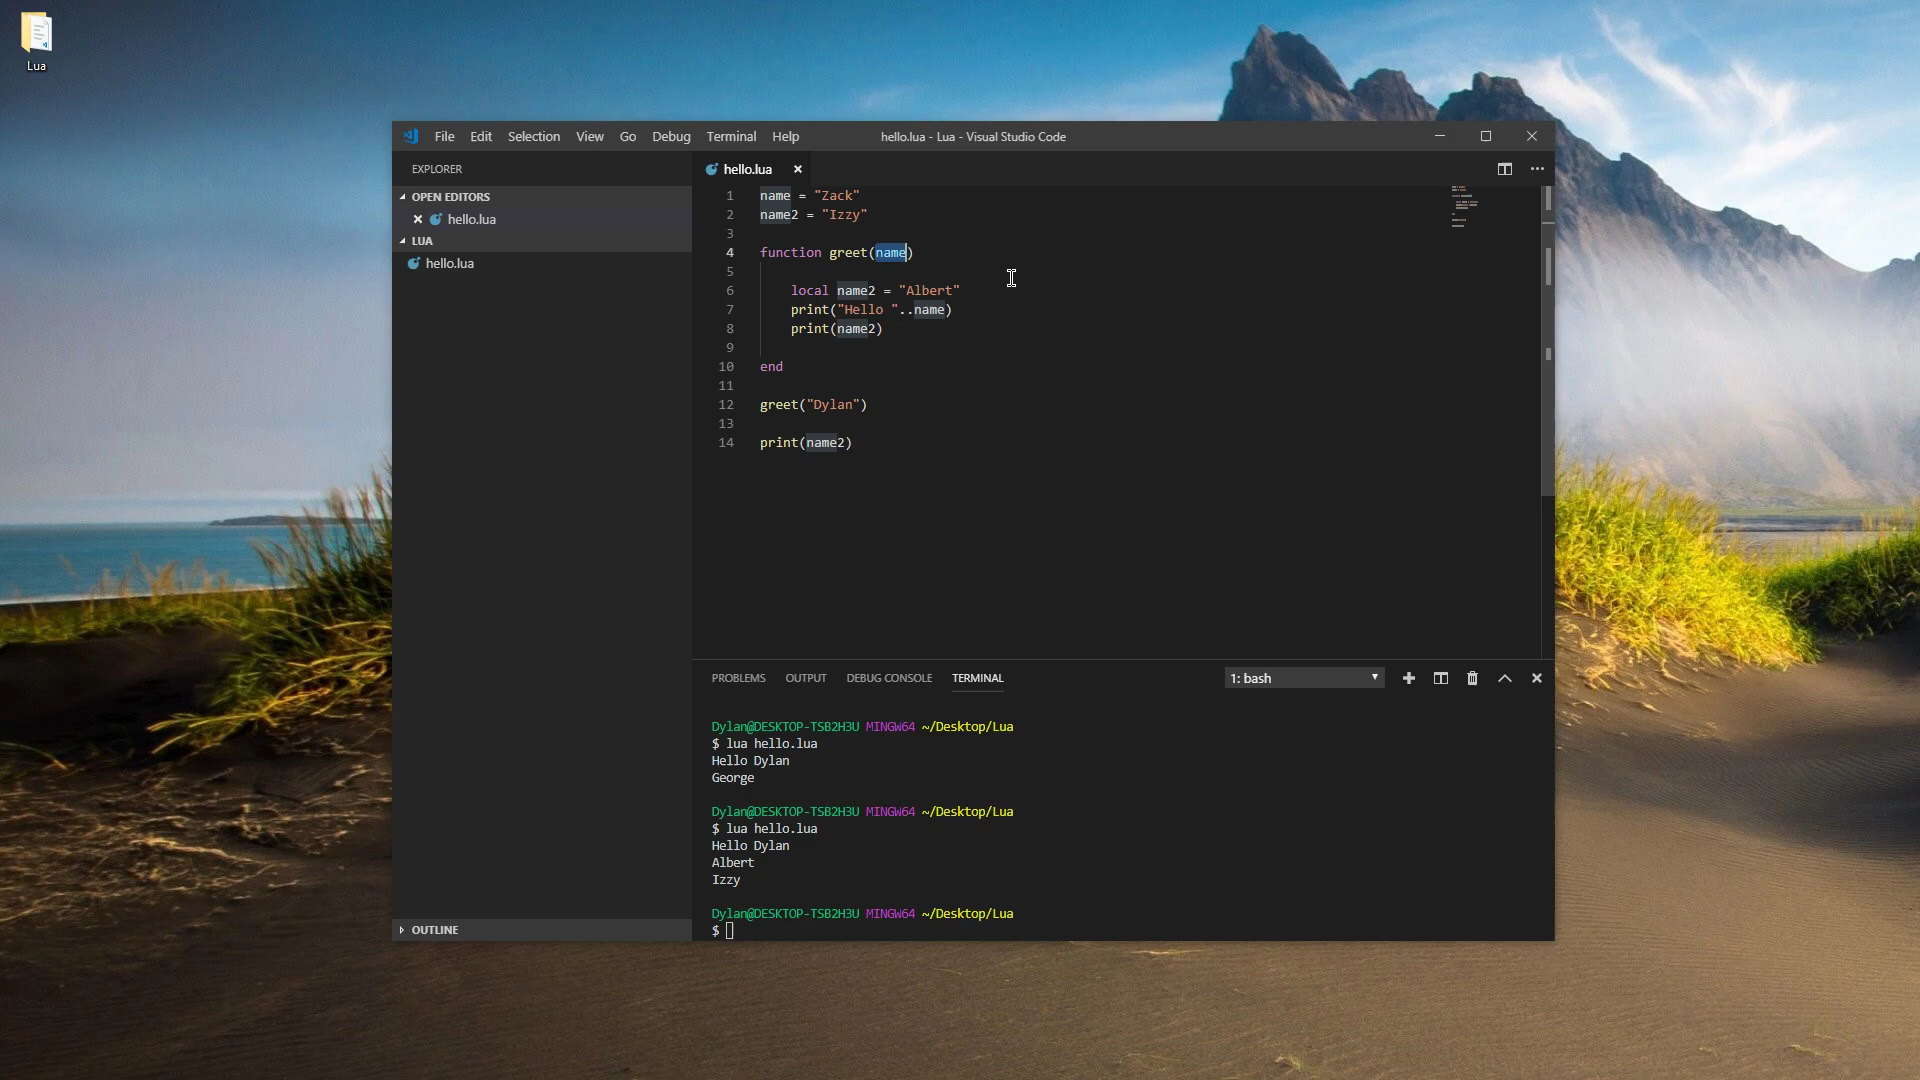 Lua
File Edit Selection View Go Debug Terminal Help
hello.lua - Lua - Visual Studio Code
EXPLORER
OPEN EDITORS
hello.lua
LUA
hello.lua
OUTLINE
hello.lua
1 name = "Zack"
2 name2 = "Izzy"
3
4 function greet(name)
5
6 local name2 = "Albert"
7 print("Hello "..name)
8 print(name2)
9
10 end
11
12 greet("Dylan")
13
14 print(name2)
PROBLEMS OUTPUT DEBUG CONSOLE TERMINAL 1: bash
Dylan@DESKTOP-TSB2H3U MINGW64 ~/Desktop/Lua
$ lua hello.lua
Hello Dylan
George
Dylan@DESKTOP-TSB2H3U MINGW64 ~/Desktop/Lua
$ lua hello.lua
Hello Dylan
Albert
Izzy
Dylan@DESKTOP-TSB2H3U MINGW64 ~/Desktop/Lua
$